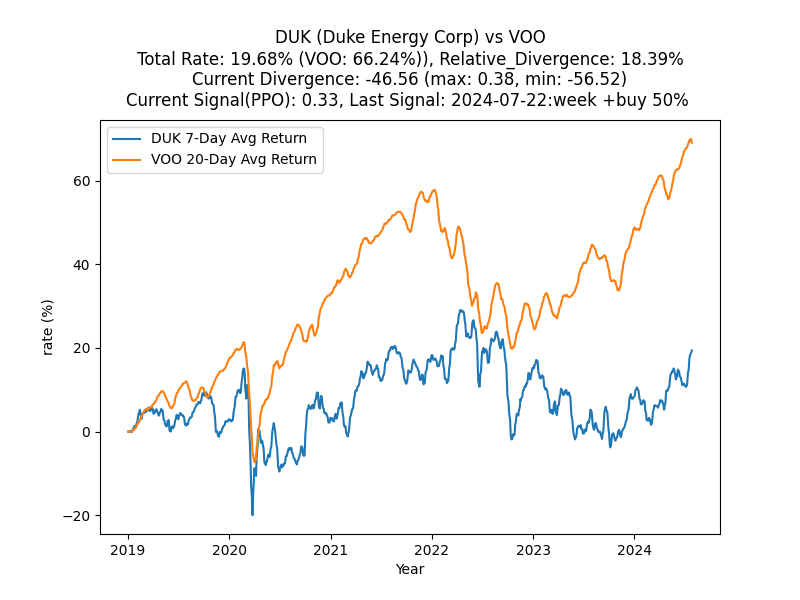 DUK (Duke Energy Corp) vs VOO
Total Rate: 19.68% (VOO: 66.24%)), Relative_Divergence: 18.39%
Current Divergence: -46.56 (max: 0.38, min: -56.52)
Current Signal(PPO): 0.33, Last Signal: 2024-07-22:week +buy 50%
DUK 7-Day Avg Return
VOO 20-Day Avg Return
rate (%)
60
40
20
0
−20
2019 2020 2021 2022 2023 2024
Year